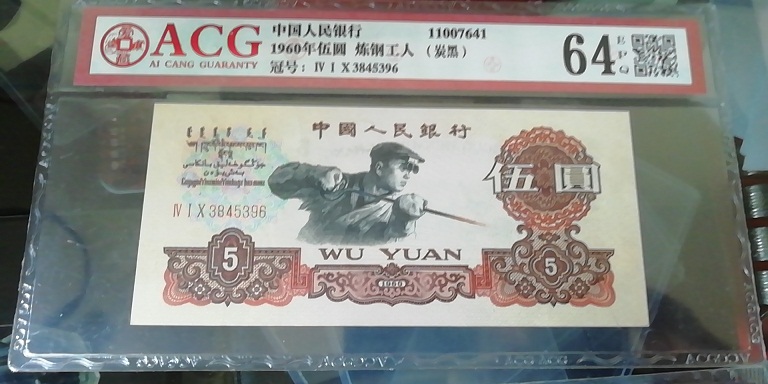 ACG
AI CANG GUARANTY
中国人民银行 11007641
1960年伍圆 炼钢工人 (炭黑)
冠号: IV I X 3845396
64 EPQ
中國人民銀行
伍圓
IV I X 3845396
WU YUAN
5
1960
5